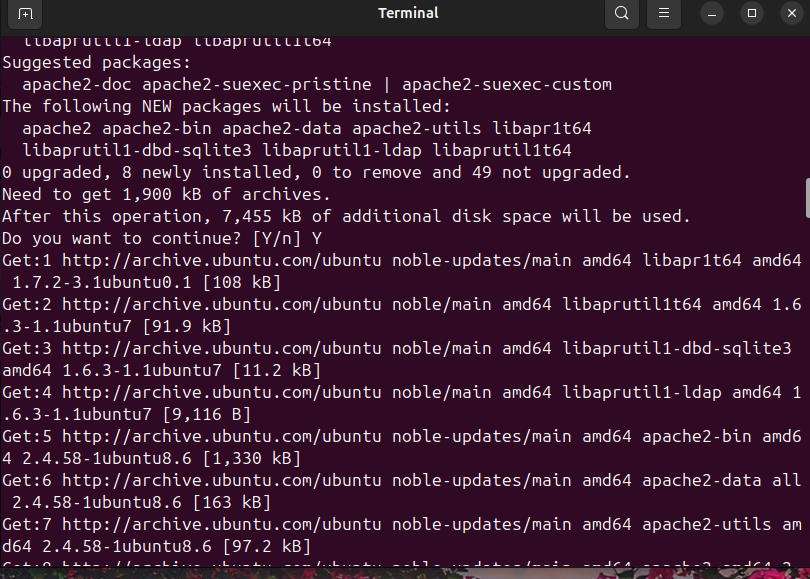 Terminal
libaprutil1-ldap libaprutil1t64
Suggested packages:
  apache2-doc apache2-suexec-pristine | apache2-suexec-custom
The following NEW packages will be installed:
  apache2 apache2-bin apache2-data apache2-utils libapr1t64
  libaprutil1-dbd-sqlite3 libaprutil1-ldap libaprutil1t64
0 upgraded, 8 newly installed, 0 to remove and 49 not upgraded.
Need to get 1,900 kB of archives.
After this operation, 7,455 kB of additional disk space will be used.
Do you want to continue? [Y/n] Y
Get:1 http://archive.ubuntu.com/ubuntu noble-updates/main amd64 libapr1t64 amd64
 1.7.2-3.1ubuntu0.1 [108 kB]
Get:2 http://archive.ubuntu.com/ubuntu noble/main amd64 libaprutil1t64 amd64 1.6
.3-1.1ubuntu7 [91.9 kB]
Get:3 http://archive.ubuntu.com/ubuntu noble/main amd64 libaprutil1-dbd-sqlite3
amd64 1.6.3-1.1ubuntu7 [11.2 kB]
Get:4 http://archive.ubuntu.com/ubuntu noble/main amd64 libaprutil1-ldap amd64 1
.6.3-1.1ubuntu7 [9,116 B]
Get:5 http://archive.ubuntu.com/ubuntu noble-updates/main amd64 apache2-bin amd6
4 2.4.58-1ubuntu8.6 [1,330 kB]
Get:6 http://archive.ubuntu.com/ubuntu noble-updates/main amd64 apache2-data all
 2.4.58-1ubuntu8.6 [163 kB]
Get:7 http://archive.ubuntu.com/ubuntu noble-updates/main amd64 apache2-utils am
d64 2.4.58-1ubuntu8.6 [97.2 kB]